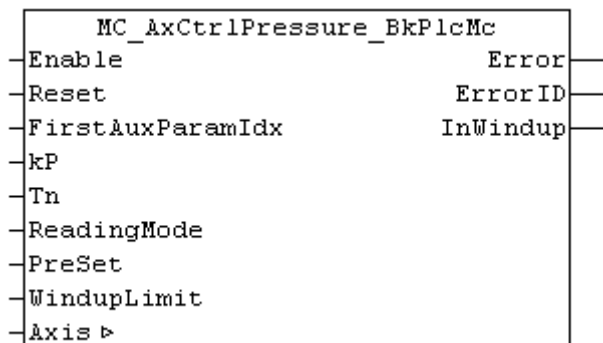 MC_AxCtrlPressure_BkPlcMc
Enable Error
Reset ErrorID
FirstAuxParamIdx InWindup
kP
Tn
ReadingMode
PreSet
WindupLimit
Axis ▷